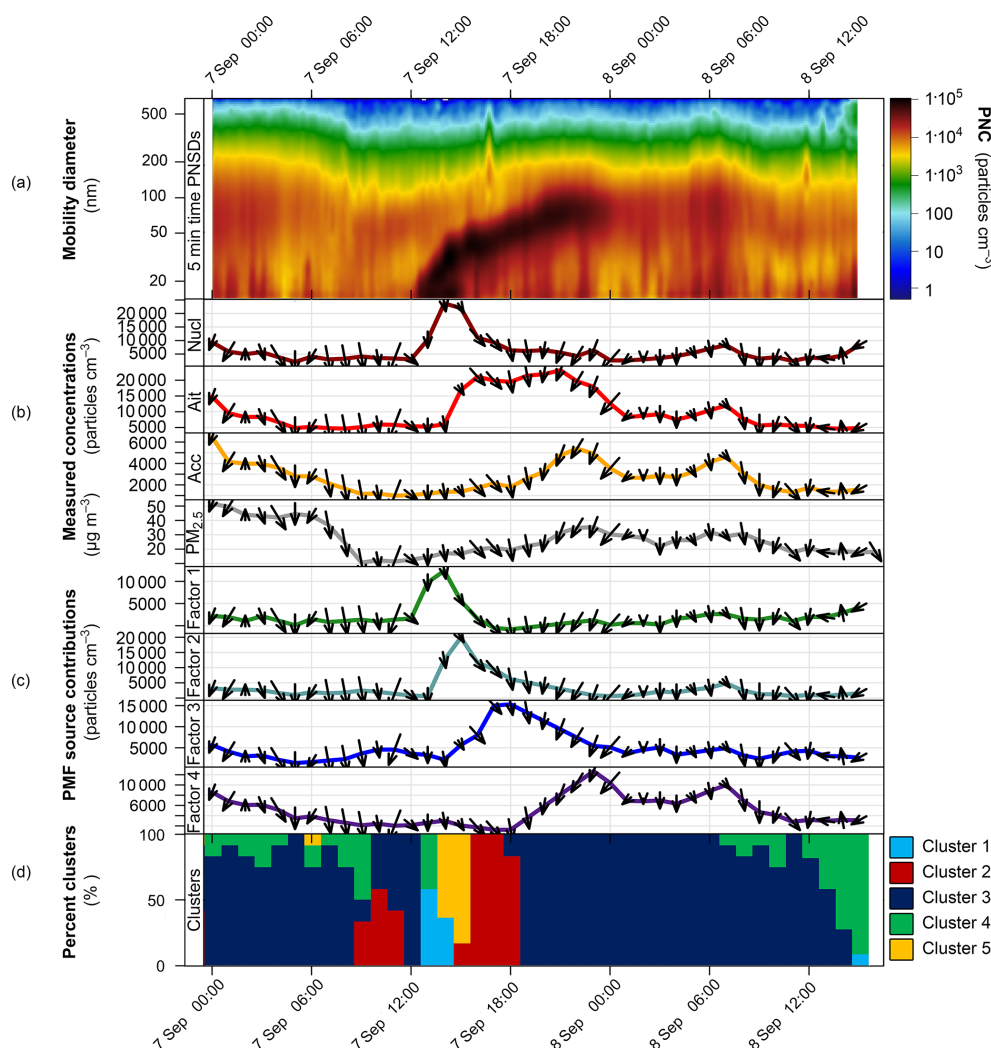 7 Sep 00:00
7 Sep 06:00
7 Sep 12:00
7 Sep 18:00
8 Sep 00:00
8 Sep 06:00
8 Sep 12:00
(a)
Mobility diameter
(nm)
500
200
100
50
20
5 min time PNSDs
1·10⁵
1·10⁴
1·10³
100
10
1
PNC (particles cm⁻³)
(b)
Measured concentrations
(µg m⁻³) (particles cm⁻³)
20 000
15 000
10 000
5000
Nucl
20 000
15 000
10 000
5000
Ait
6000
4000
2000
Acc
50
40
30
20
PM₂.₅
(c)
PMF source contributions
(particles cm⁻³)
10 000
5000
Factor 1
20 000
15 000
10 000
5000
Factor 2
15 000
10 000
5000
Factor 3
10 000
6000
Factor 4
(d)
Percent clusters
(% )
100
50
0
Clusters
Cluster 1
Cluster 2
Cluster 3
Cluster 4
Cluster 5
7 Sep 00:00
7 Sep 06:00
7 Sep 12:00
7 Sep 18:00
8 Sep 00:00
8 Sep 06:00
8 Sep 12:00